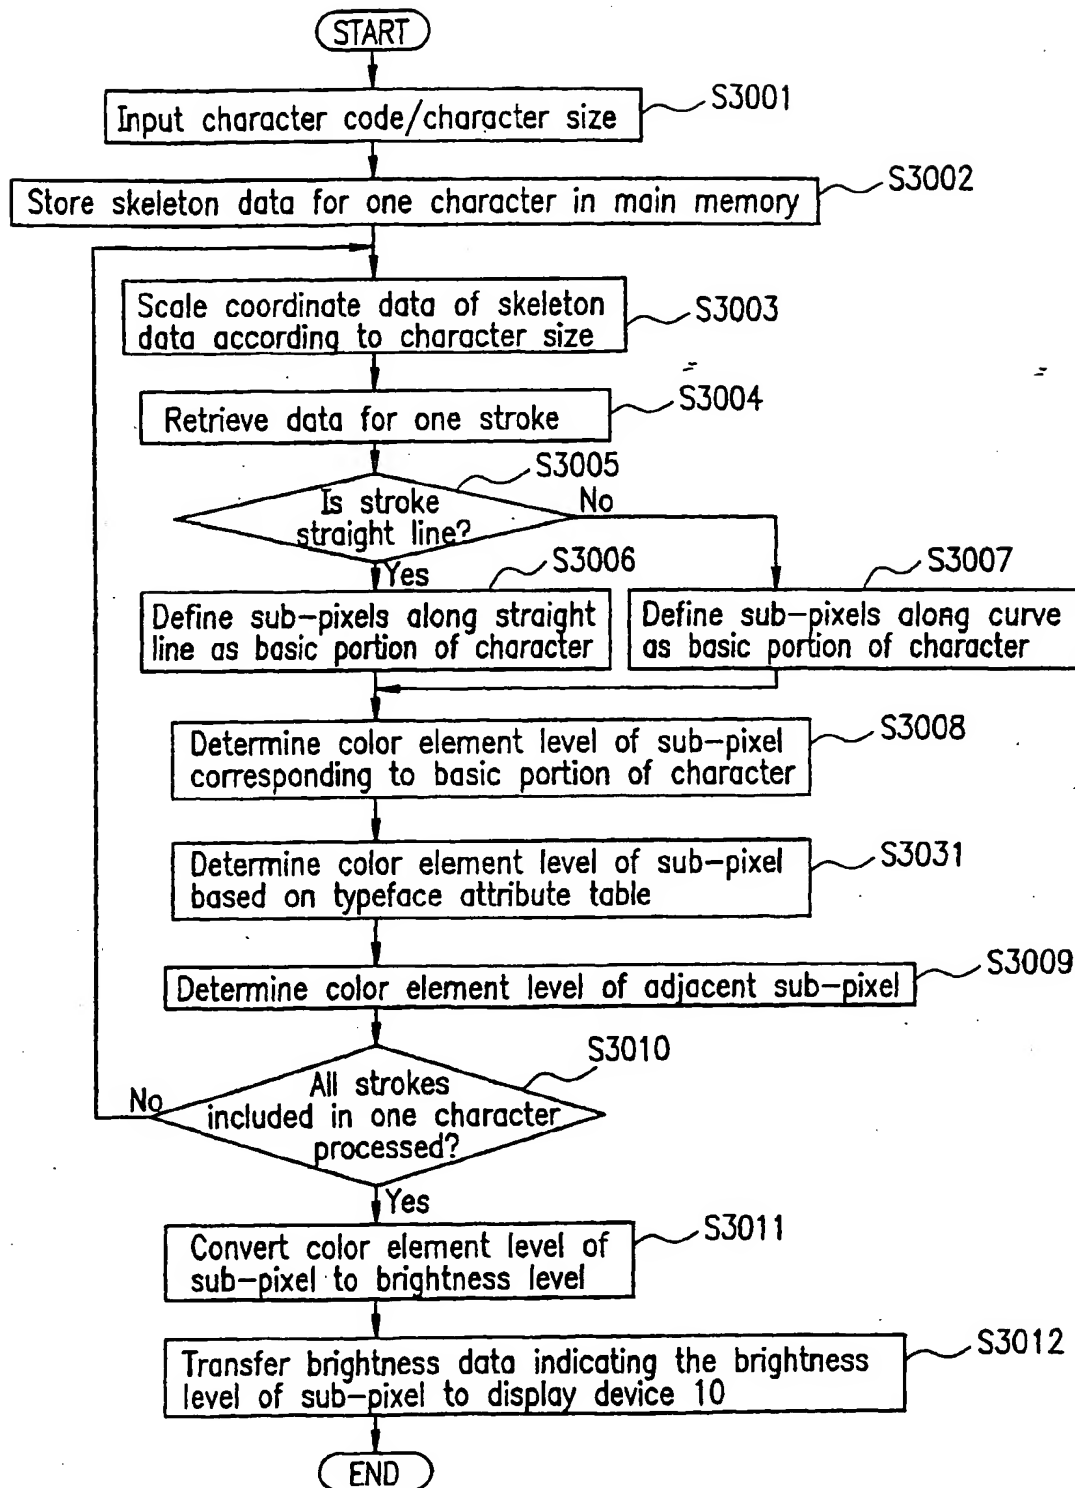 START
Input character code/character size
S3001
Store skeleton data for one character in main memory
S3002
Scale coordinate data of skeleton
data according to character size
S3003
Retrieve data for one stroke
S3004
S3005
Is stroke
straight line?
No
Yes
S3006
S3007
Define sub-pixels along straight
line as basic portion of character
Define sub-pixels along curve
as basic portion of character
Determine color element level of sub-pixel
corresponding to basic portion of character
S3008
Determine color element level of sub-pixel
based on typeface attribute table
S3031
Determine color element level of adjacent sub-pixel
S3009
S3010
All strokes
included in one character
processed?
No
Yes
Convert color element level of
sub-pixel to brightness level
S3011
Transfer brightness data indicating the brightness
level of sub-pixel to display device 10
S3012
END